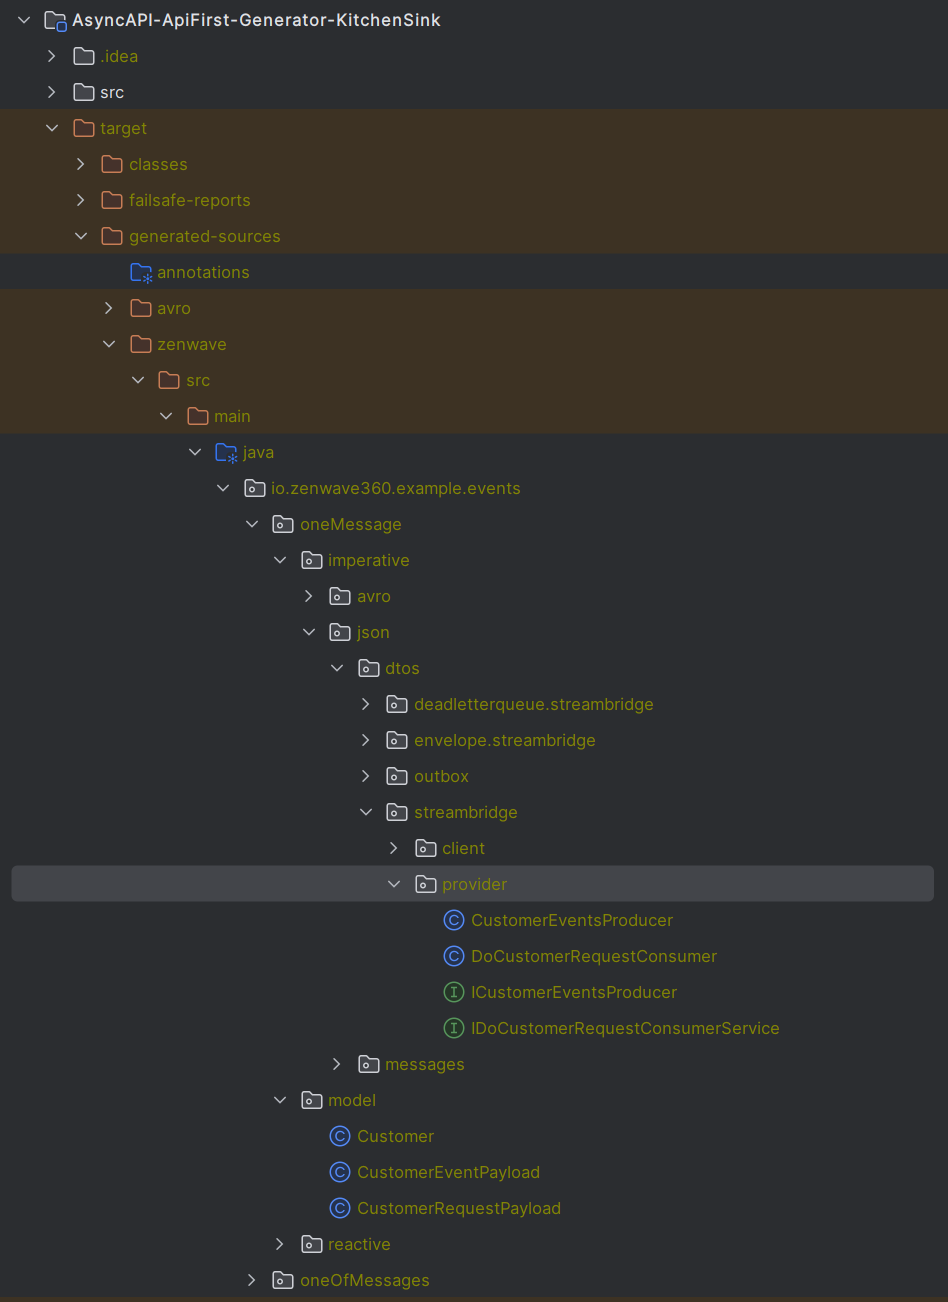 AsyncAPI-ApiFirst-Generator-KitchenSink
.idea
src
target
classes
failsafe-reports
generated-sources
annotations
avro
zenwave
src
main
java
io.zenwave360.example.events
oneMessage
imperative
avro
json
dtos
deadletterqueue.streambridge
envelope.streambridge
outbox
streambridge
client
provider
C CustomerEventsProducer
C DoCustomerRequestConsumer
I ICustomerEventsProducer
I IDoCustomerRequestConsumerService
messages
model
C Customer
C CustomerEventPayload
C CustomerRequestPayload
reactive
oneOfMessages